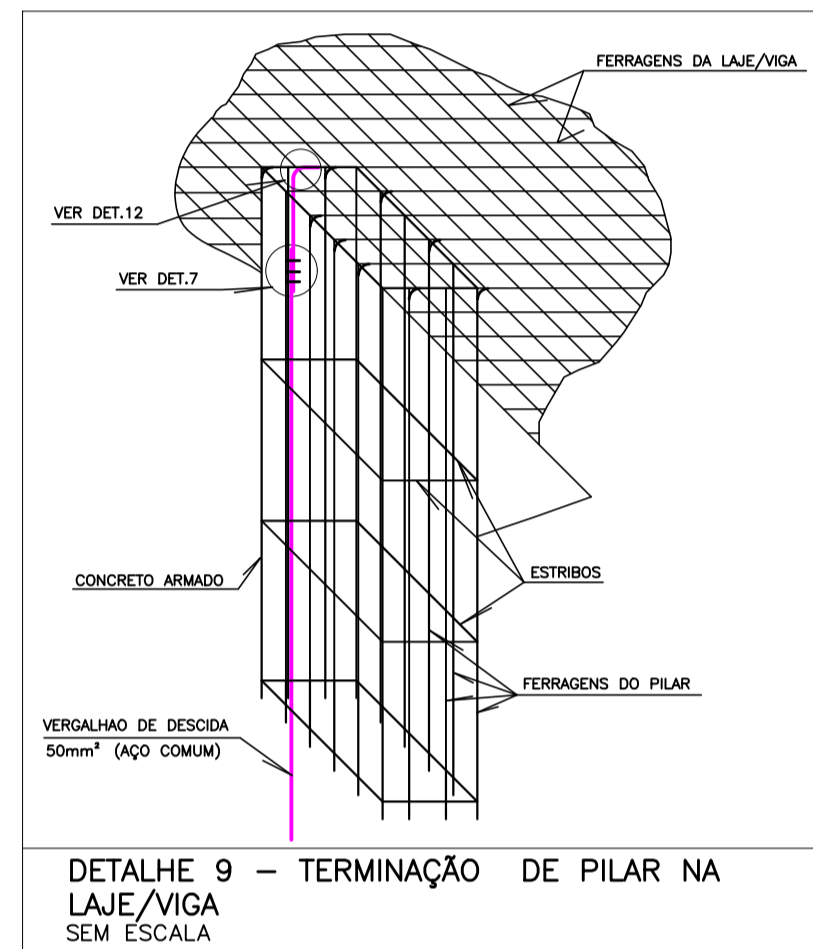 FERRAGENS DA LAJE/VIGA
VER DET.12
VER DET.7
CONCRETO ARMADO
ESTRIBOS
FERRAGENS DO PILAR
VERGALHAO DE DESCIDA
50mm² (AÇO COMUM)
DETALHE 9 – TERMINAÇÃO DE PILAR NA
LAJE/VIGA
SEM ESCALA